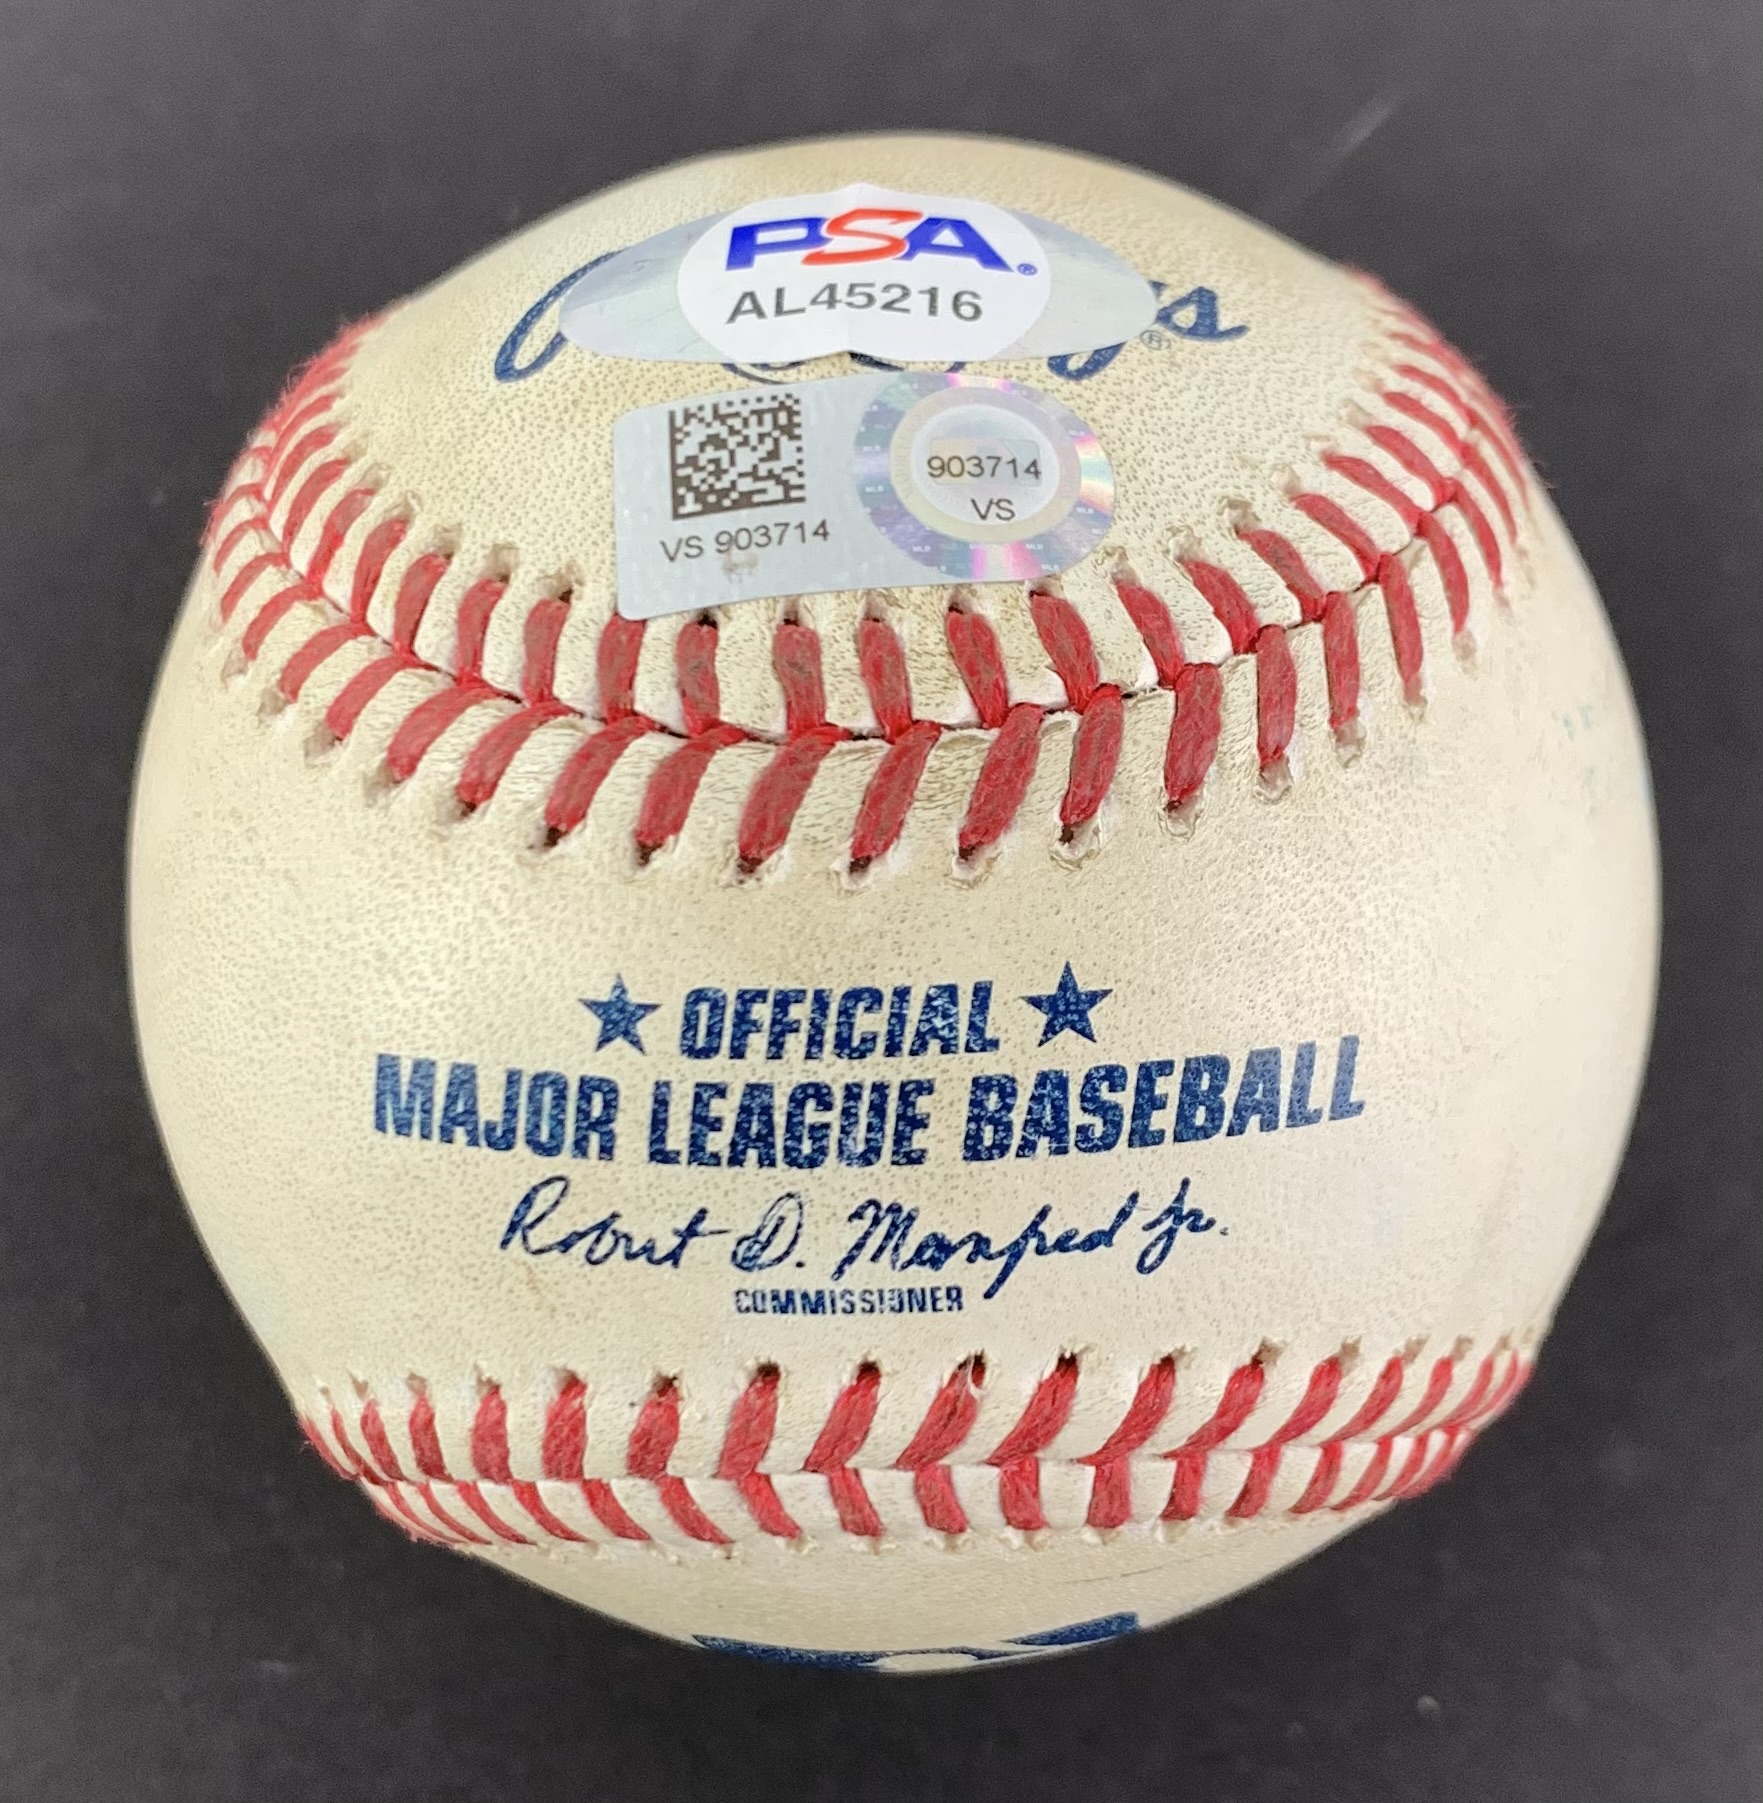 PSA®
AL45216
903714
VS
VS 903714
OFFICIAL
MAJOR LEAGUE BASEBALL
Robert D. Manfred Jr.
COMMISSIONER